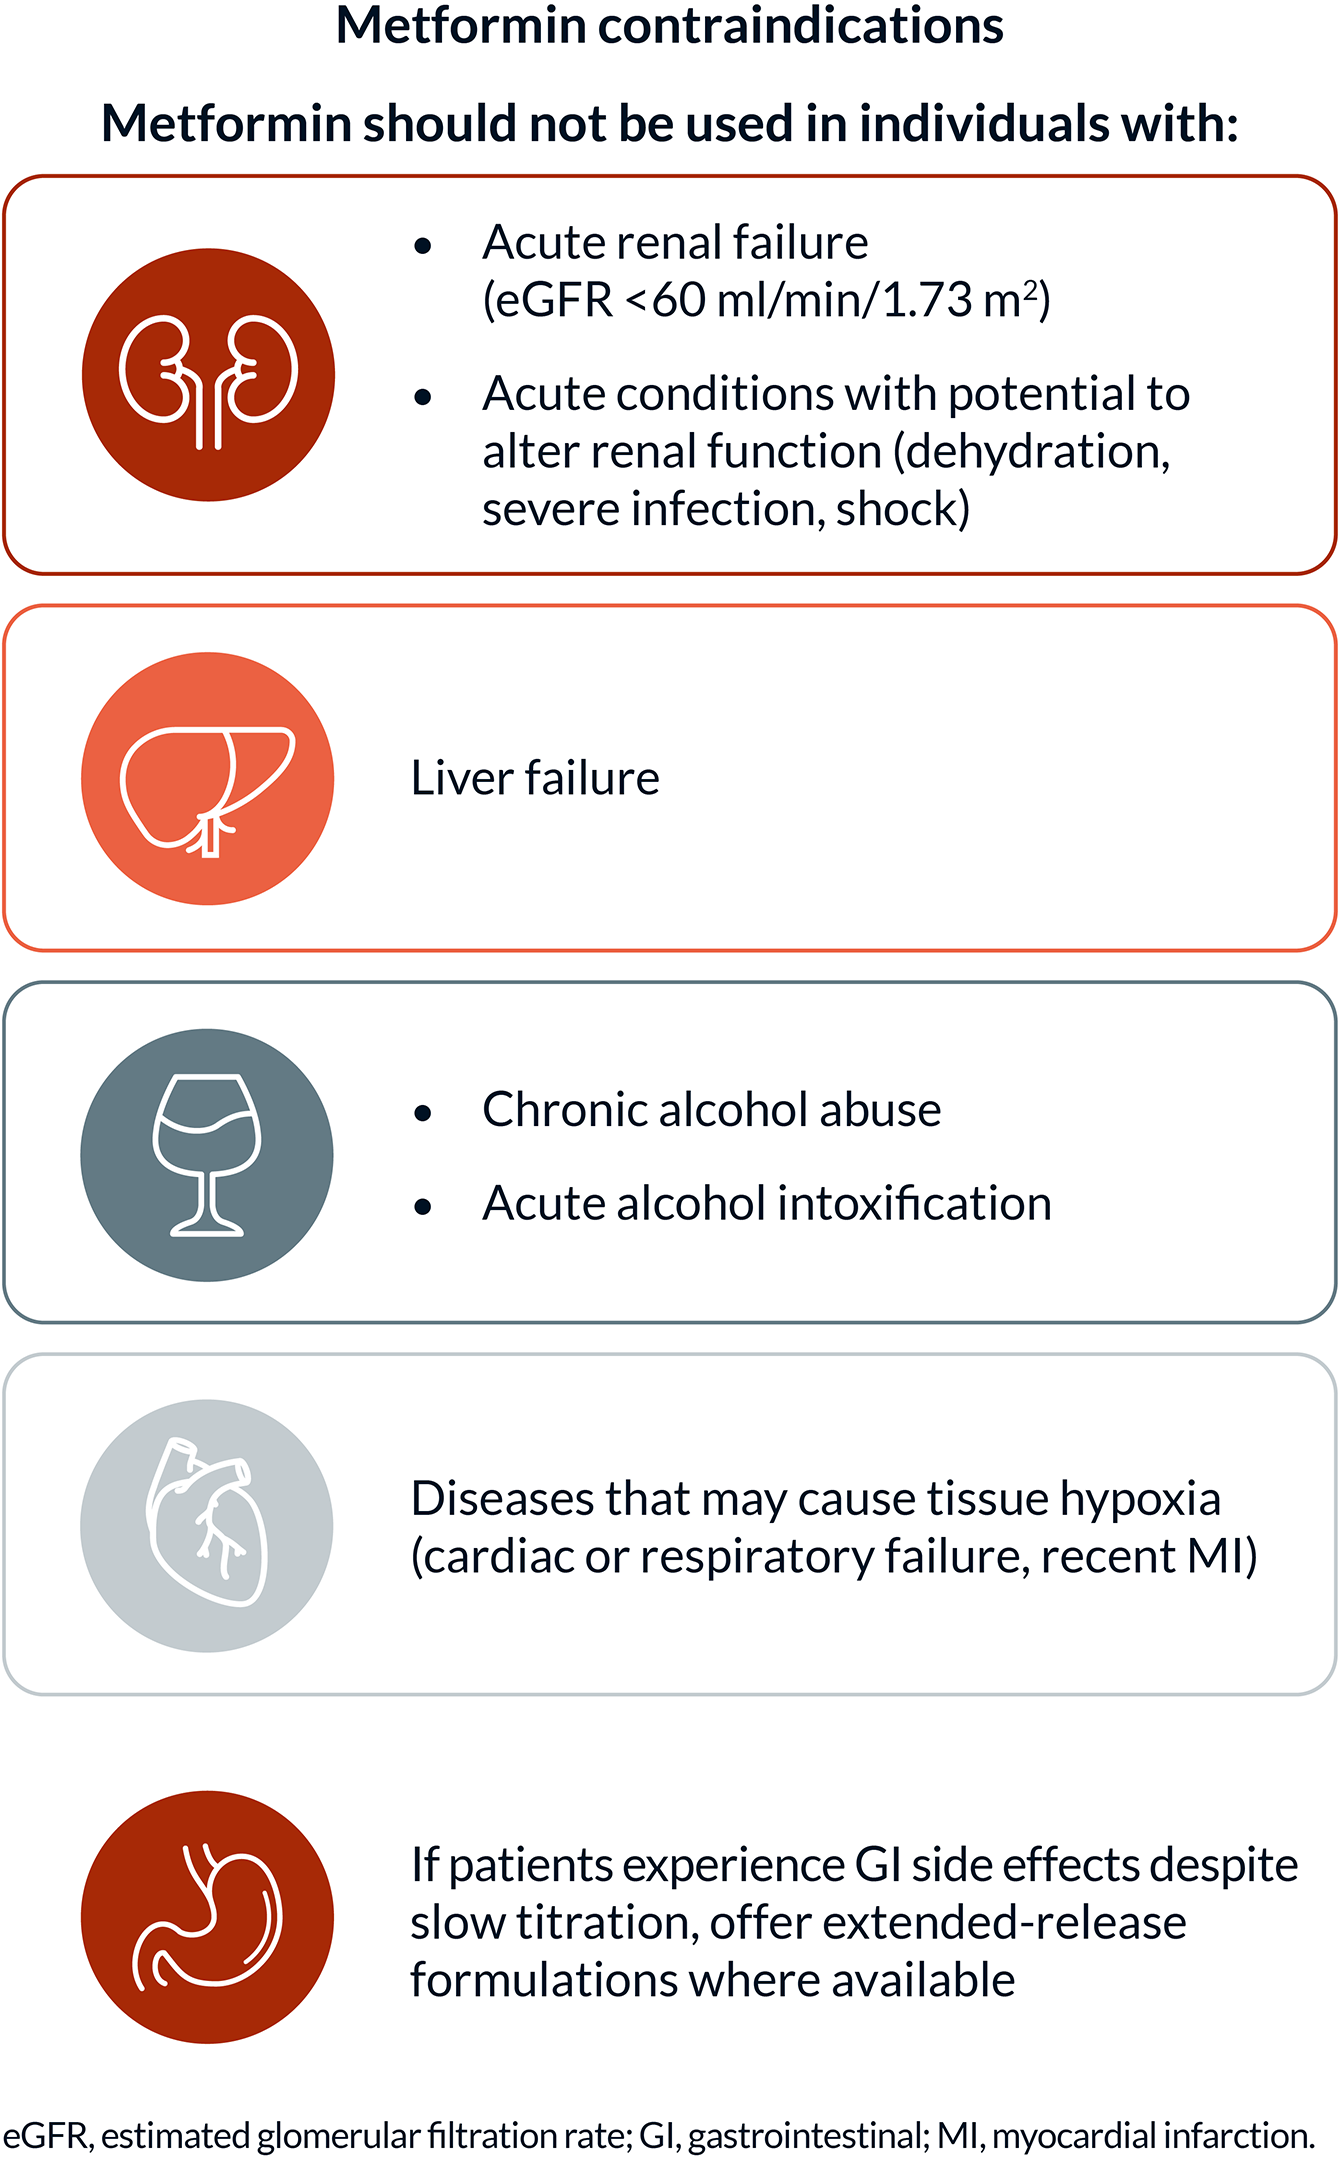 Metformin contraindications
Metformin should not be used in individuals with:
• Acute renal failure
(eGFR <60 ml/min/1.73 m²)
• Acute conditions with potential to
alter renal function (dehydration,
severe infection, shock)
Liver failure
• Chronic alcohol abuse
• Acute alcohol intoxification
Diseases that may cause tissue hypoxia
(cardiac or respiratory failure, recent MI)
If patients experience GI side effects despite
slow titration, offer extended-release
formulations where available
eGFR, estimated glomerular filtration rate; GI, gastrointestinal; MI, myocardial infarction.